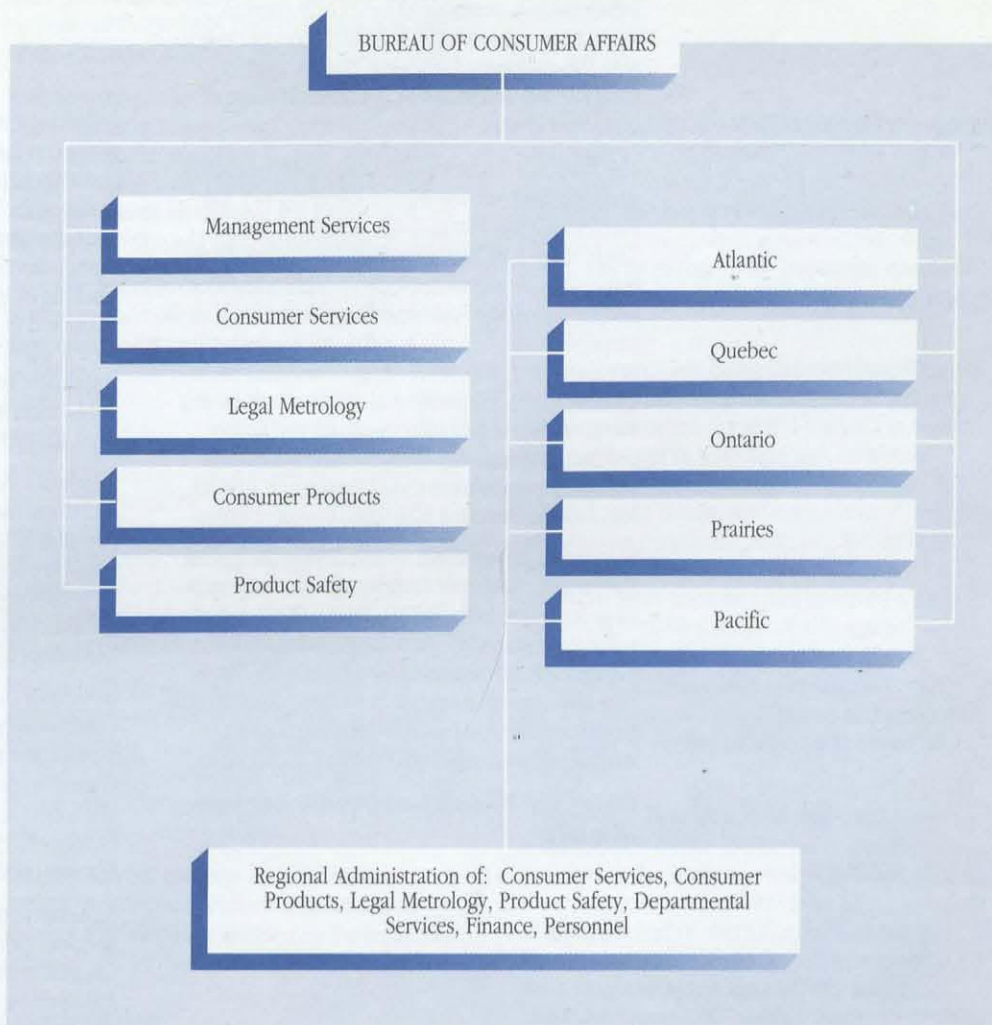 BUREAU OF CONSUMER AFFAIRS
Management Services
Consumer Services
Legal Metrology
Consumer Products
Product Safety
Atlantic
Quebec
Ontario
Prairies
Pacific
Regional Administration of: Consumer Services, Consumer
Products, Legal Metrology, Product Safety, Departmental
Services, Finance, Personnel